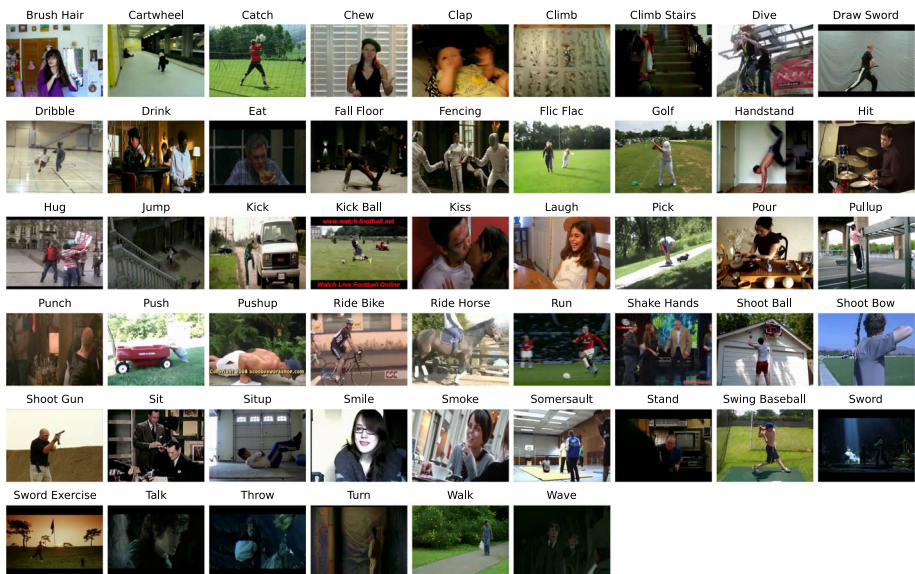 Brush Hair Cartwheel Catch Chew Clap Climb Climb Stairs Dive Draw Sword
Dribble Drink Eat Fall Floor Fencing Flic Flac Golf Handstand Hit
Hug Jump Kick Kick Ball Kiss Laugh Pick Pour Pullup
www.watch-football.net
Watch Live Football Online
Punch Push Pushup Ride Bike Ride Horse Run Shake Hands Shoot Ball Shoot Bow
Shoot Gun Sit Situp Smile Smoke Somersault Stand Swing Baseball Sword
Sword Exercise Talk Throw Turn Walk Wave